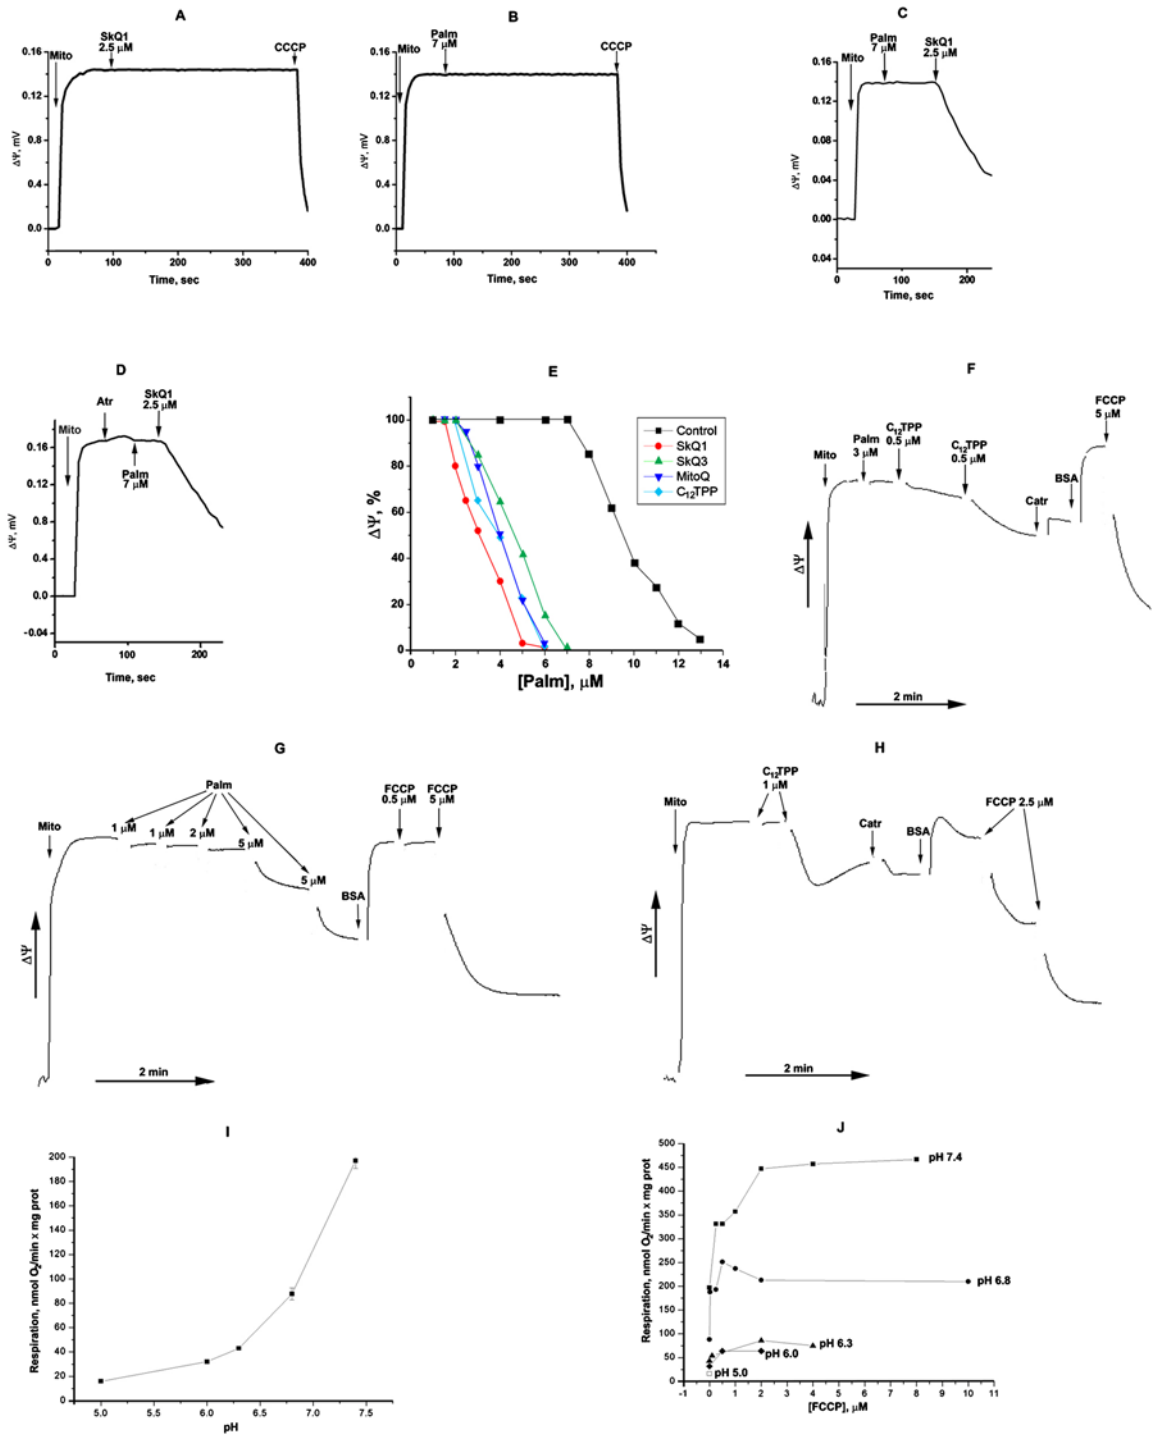 A
Mito
SkQ1
2.5 μM
CCCP
0.16
0.12
0.8
0.4
0.0
ΔΨ, mV
0
100
200
300
400
Time, sec
B
Mito
Palm
7 μM
CCCP
0.16
0.12
0.8
0.4
0.0
ΔΨ, mV
0
100
200
300
400
Time, sec
C
Mito
Palm
7 μM
SkQ1
2.5 μM
0.16
0.12
0.08
0.04
0.00
0.04
ΔΨ, mV
0
100
200
Time, sec
D
Mito
Atr
Palm
7 μM
SkQ1
2.5 μM
0.16
0.12
0.8
0.4
0.0
-0.04
ΔΨ, mV
0
100
200
Time, sec
E
100
80
60
40
20
0
ΔΨ, %
Control
SkQ1
SkQ3
MitoQ
C₁₂TPP
0 2 4 6 8 10 12 14
[Palm], μM
F
Mito
Palm
3 μM
C₁₂TPP
0.5 μM
C₁₂TPP
0.5 μM
Catr
BSA
FCCP
5 μM
ΔΨ
2 min
G
Mito
Palm
1 μM
1 μM
2 μM
5 μM
5 μM
BSA
FCCP
0.5 μM
FCCP
5 μM
ΔΨ
2 min
H
Mito
C₁₂TPP
1 μM
Catr
BSA
FCCP 2.5 μM
ΔΨ
2 min
I
200
180
160
140
120
100
80
60
40
20
0
Respiration, nmol O₂/min x mg prot
5.0 5.5 6.0 6.5 7.0 7.5
pH
J
500
450
400
350
300
250
200
150
100
50
0
Respiration, nmol O₂/min x mg prot
pH 7.4
pH 6.8
pH 6.3
pH 6.0
pH 5.0
-1 0 1 2 3 4 5 6 7 8 9 10 11
[FCCP], μM